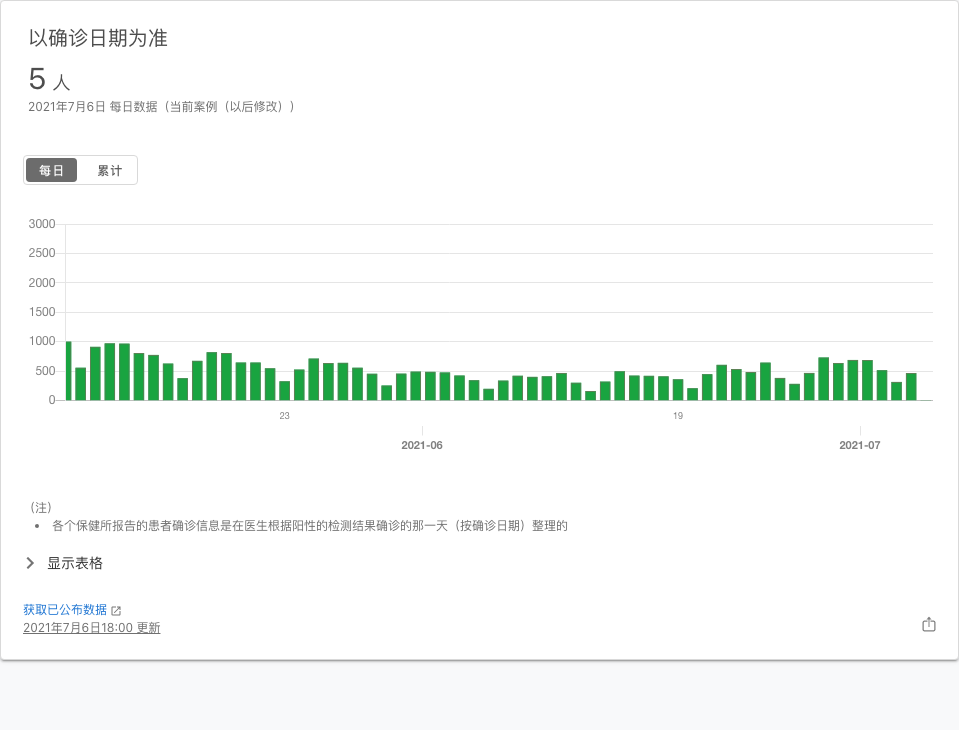 以确诊日期为准
5 人
2021年7月6日 每日数据（当前案例（以后修改））
每日 累计
3000
2500
2000
1500
1000
500
0
23 19
2021-06 2021-07
（注）
• 各个保健所报告的患者确诊信息是在医生根据阳性的检测结果确诊的那一天（按确诊日期）整理的
显示表格
获取已公布数据
2021年7月6日18:00 更新